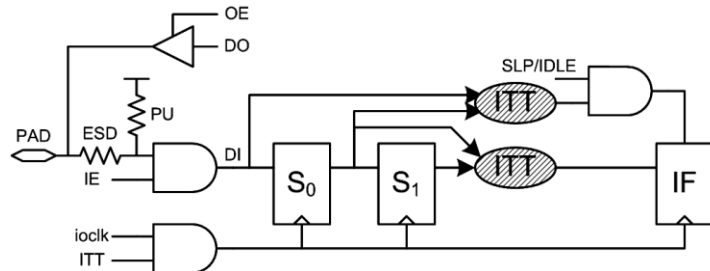 OE
DO
SLP/IDLE
ITT
PU
PAD
ESD
DI
IE
S0
S1
ITT
IF
ioclk
ITT